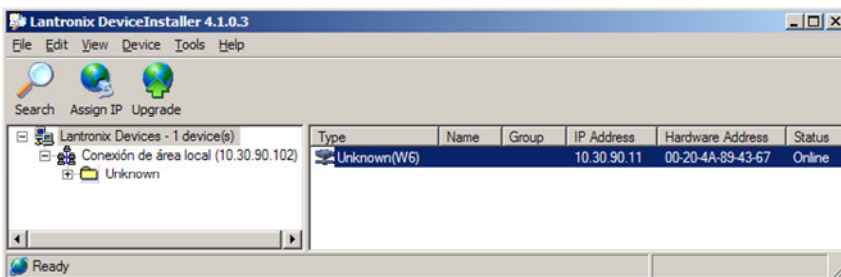 Lantronix DeviceInstaller 4.1.0.3
File Edit View Device Tools Help
Search Assign IP Upgrade
Lantronix Devices - 1 device(s)
Conexión de área local (10.30.90.102)
Unknown
Type Name Group IP Address Hardware Address Status
Unknown(W6) 10.30.90.11 00-20-4A-89-43-67 Online
Ready